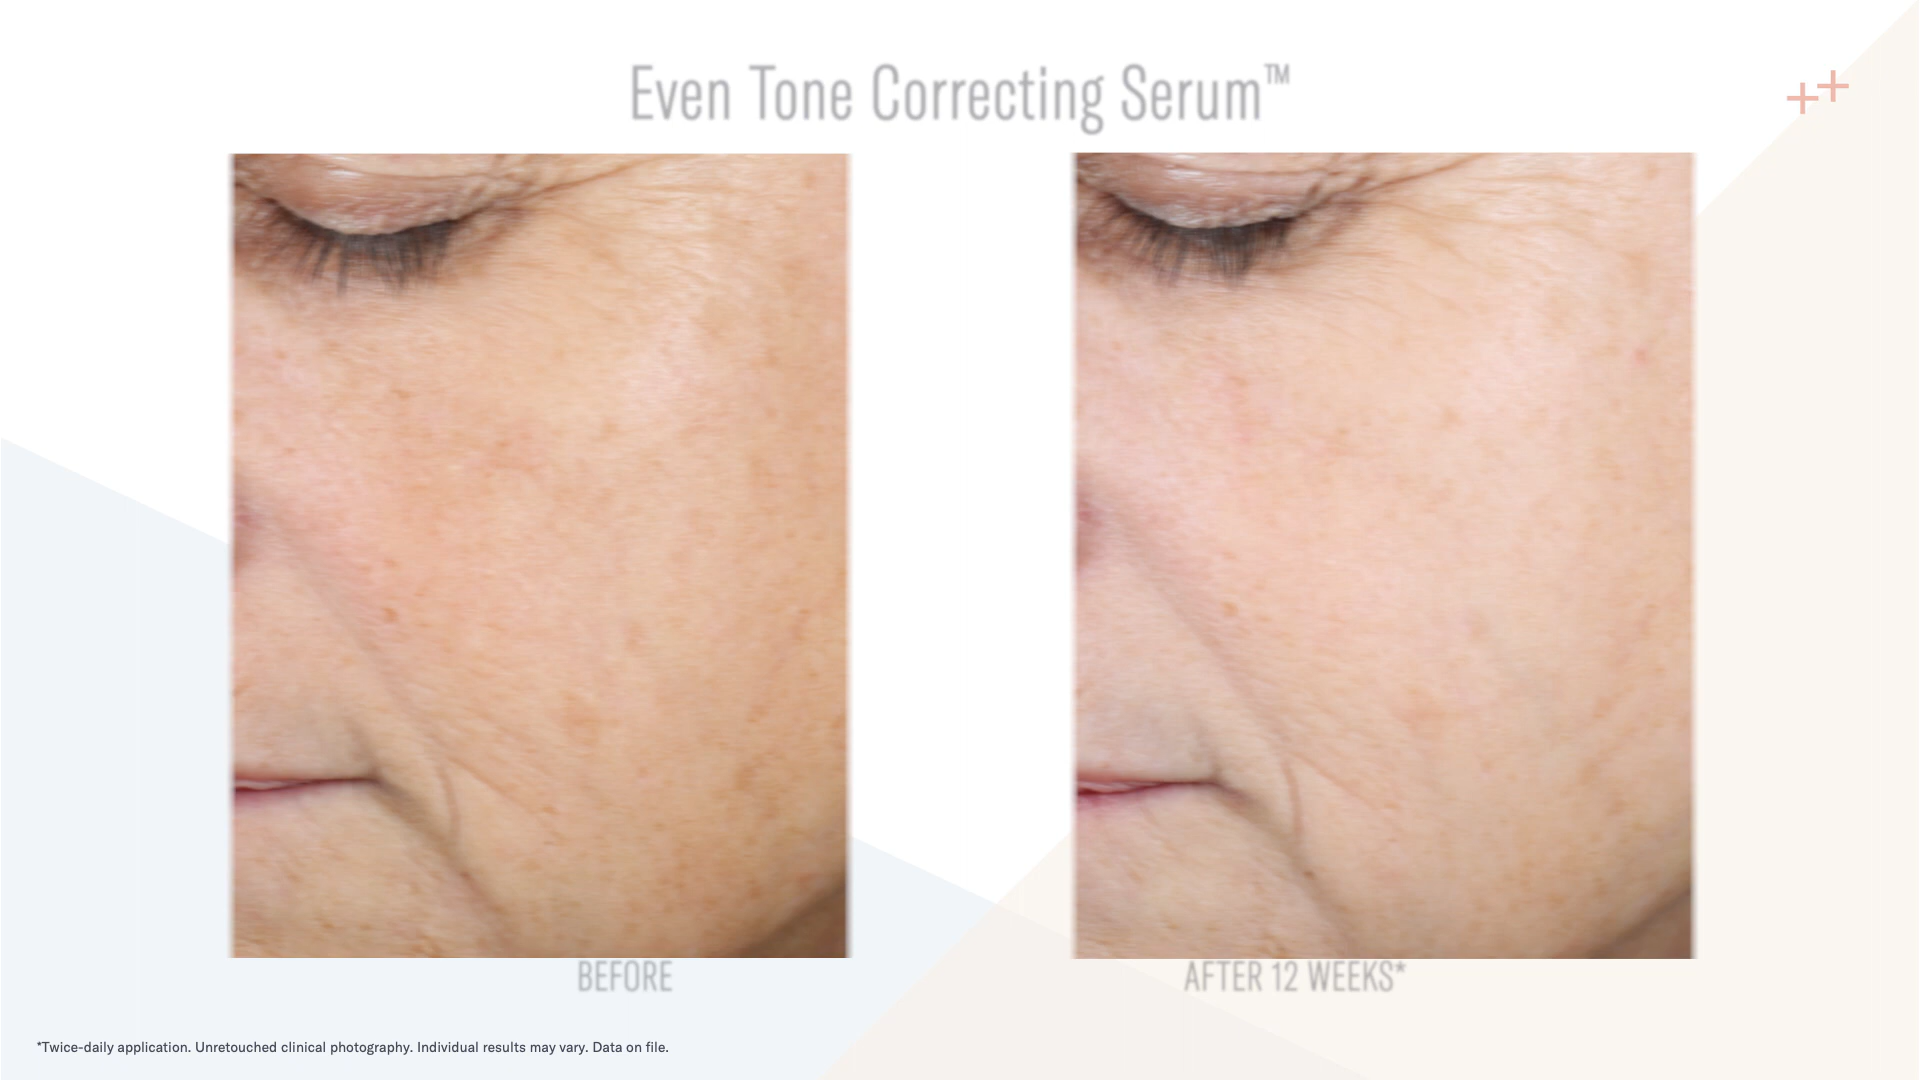 Even Tone Correcting Serum™
BEFORE
AFTER 12 WEEKS*
*Twice-daily application. Unretouched clinical photography. Individual results may vary. Data on file.